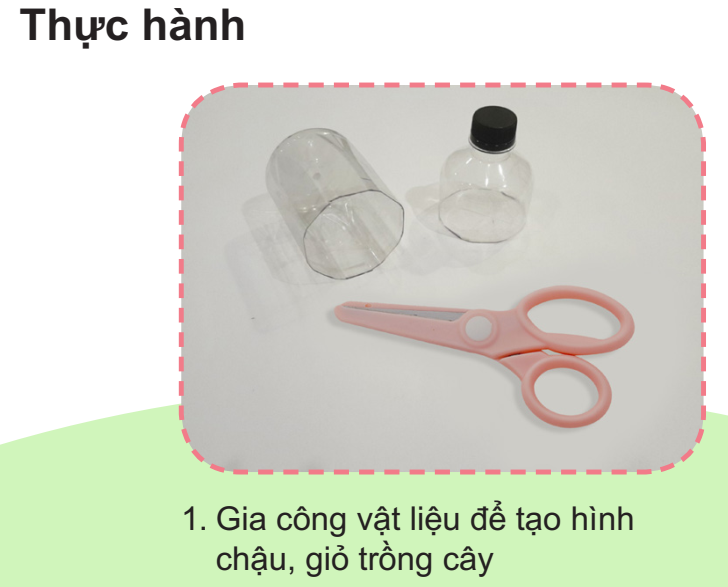 Thực hành
1. Gia công vật liệu để tạo hình
chậu, giỏ trồng cây